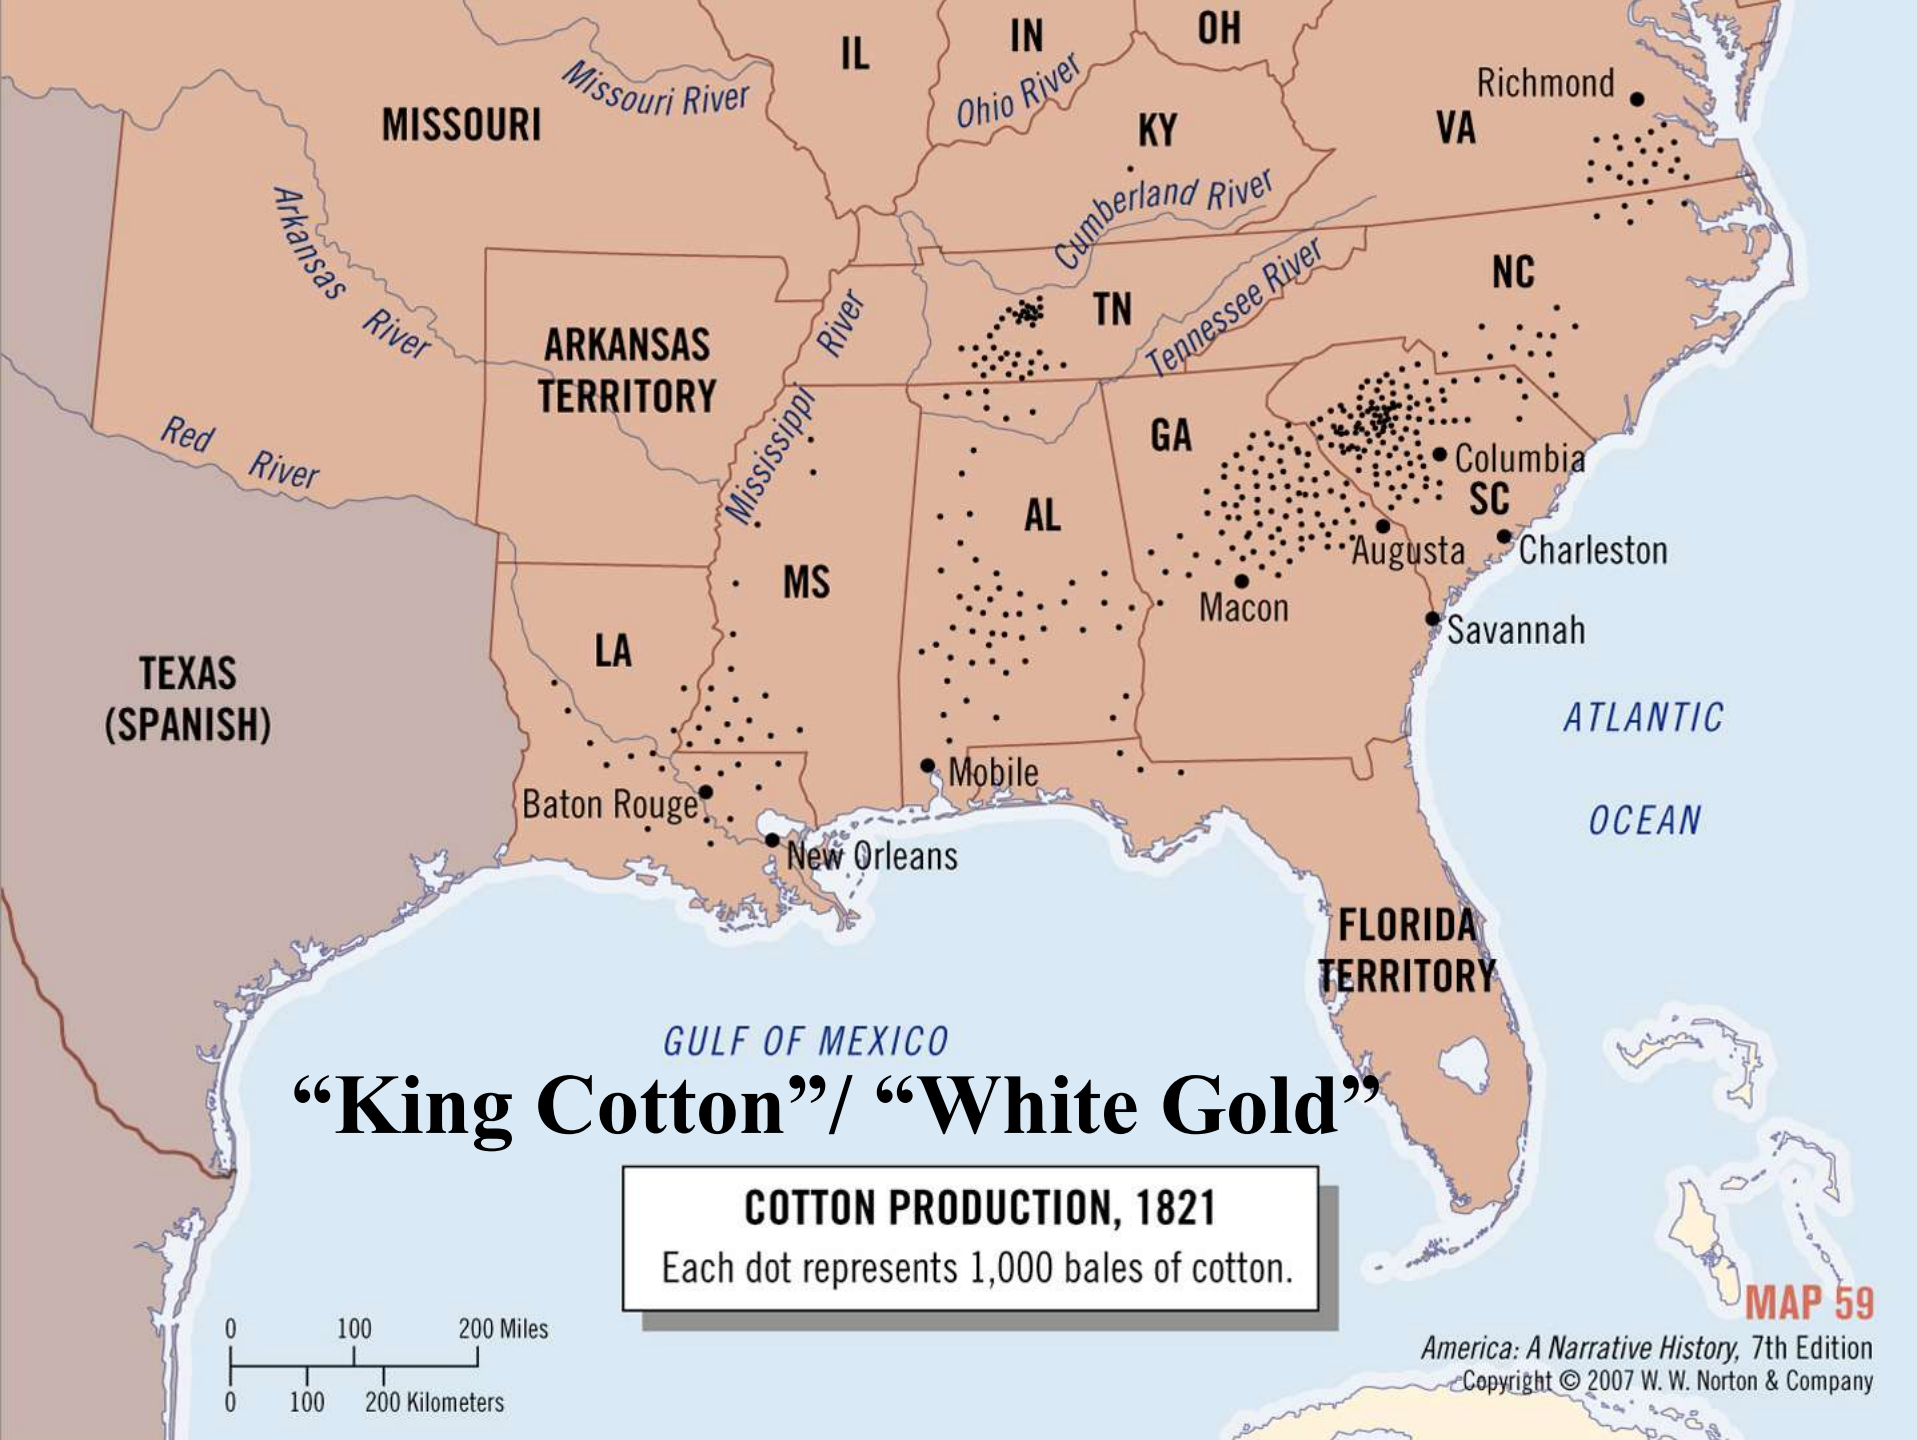 IL
IN
OH
Missouri River
Ohio River
Richmond
MISSOURI
KY
VA
Cumberland River
Arkansas
River
Tennessee River
NC
TN
River
ARKANSAS
TERRITORY
Mississippi
GA
Red River
Columbia
SC
AL
Augusta
Charleston
MS
Macon
Savannah
LA
TEXAS
(SPANISH)
ATLANTIC
OCEAN
Mobile
Baton Rouge
New Orleans
FLORIDA
TERRITORY
GULF OF MEXICO
“King Cotton”/ “White Gold”
COTTON PRODUCTION, 1821
Each dot represents 1,000 bales of cotton.
0 100 200 Miles
0 100 200 Kilometers
MAP 59
America: A Narrative History, 7th Edition
Copyright © 2007 W. W. Norton & Company